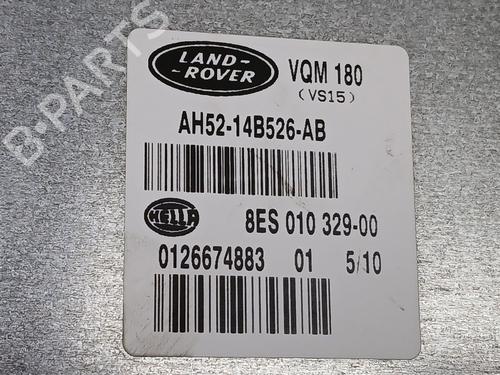 LAND-
-ROVER
VQM 180
(VS15)
AH52-14B526-AB
HELLA
8ES 010 329-00
0126674883 01 5/10
B-PARTS